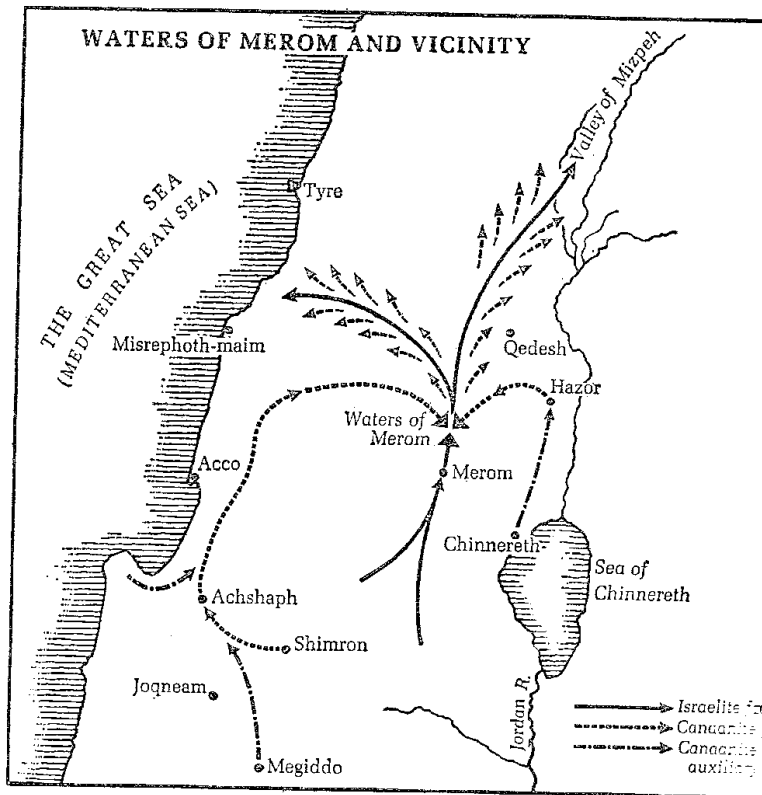 WATERS OF MEROM AND VICINITY
Valley of Mizpeh
Tyre
THE GREAT SEA
(MEDITERRANEAN SEA)
Misrephoth-maim
Qedesh
Hazor
Waters of
Merom
Acco
Merom
Chinnereth
Sea of
Chinnereth
Achshaph
Shimron
Joqneam
Jordan R.
Megiddo
Israelite
Canaanite
Canaanite
auxiliary